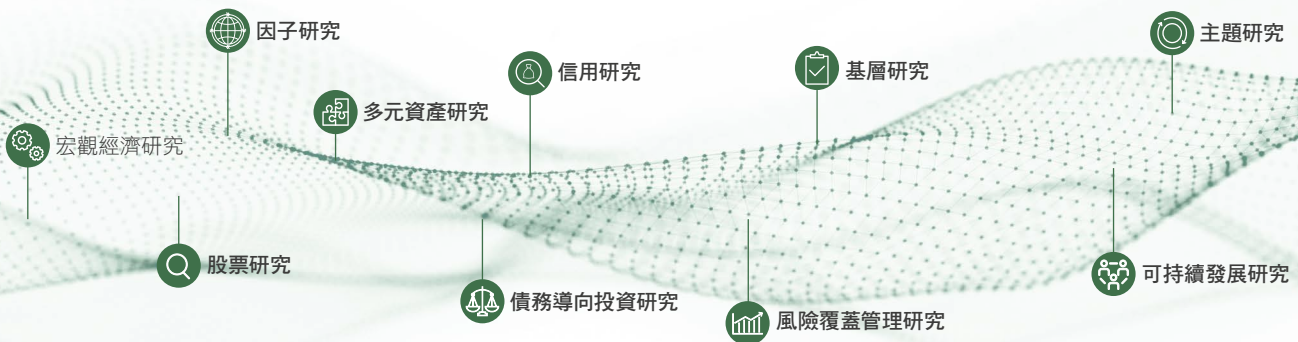 因子研究
主題研究
信用研究
基層研究
多元資產研究
宏觀經濟研究
股票研究
可持續發展研究
債務導向投資研究
風險覆蓋管理研究